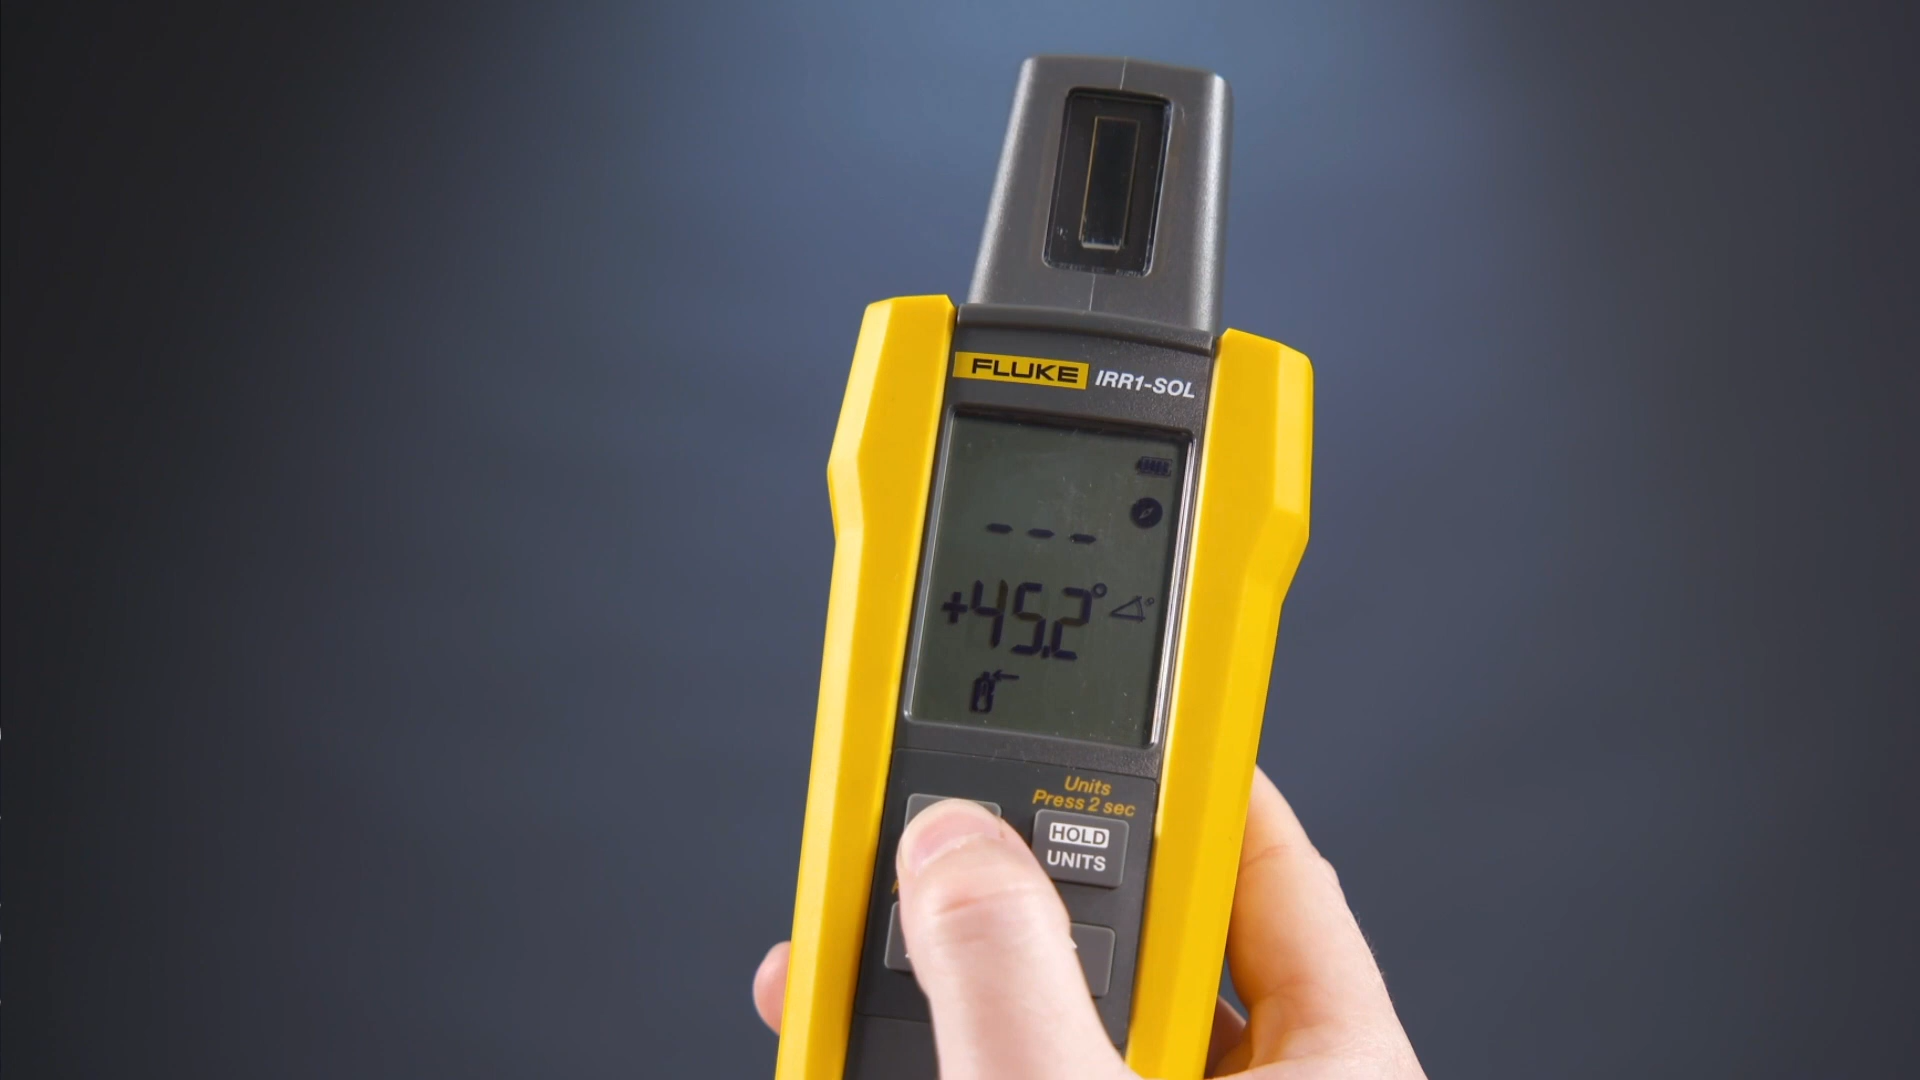 FLUKE IRR1-SOL
---
+45.2°
Units
Press 2 sec
HOLD
UNITS